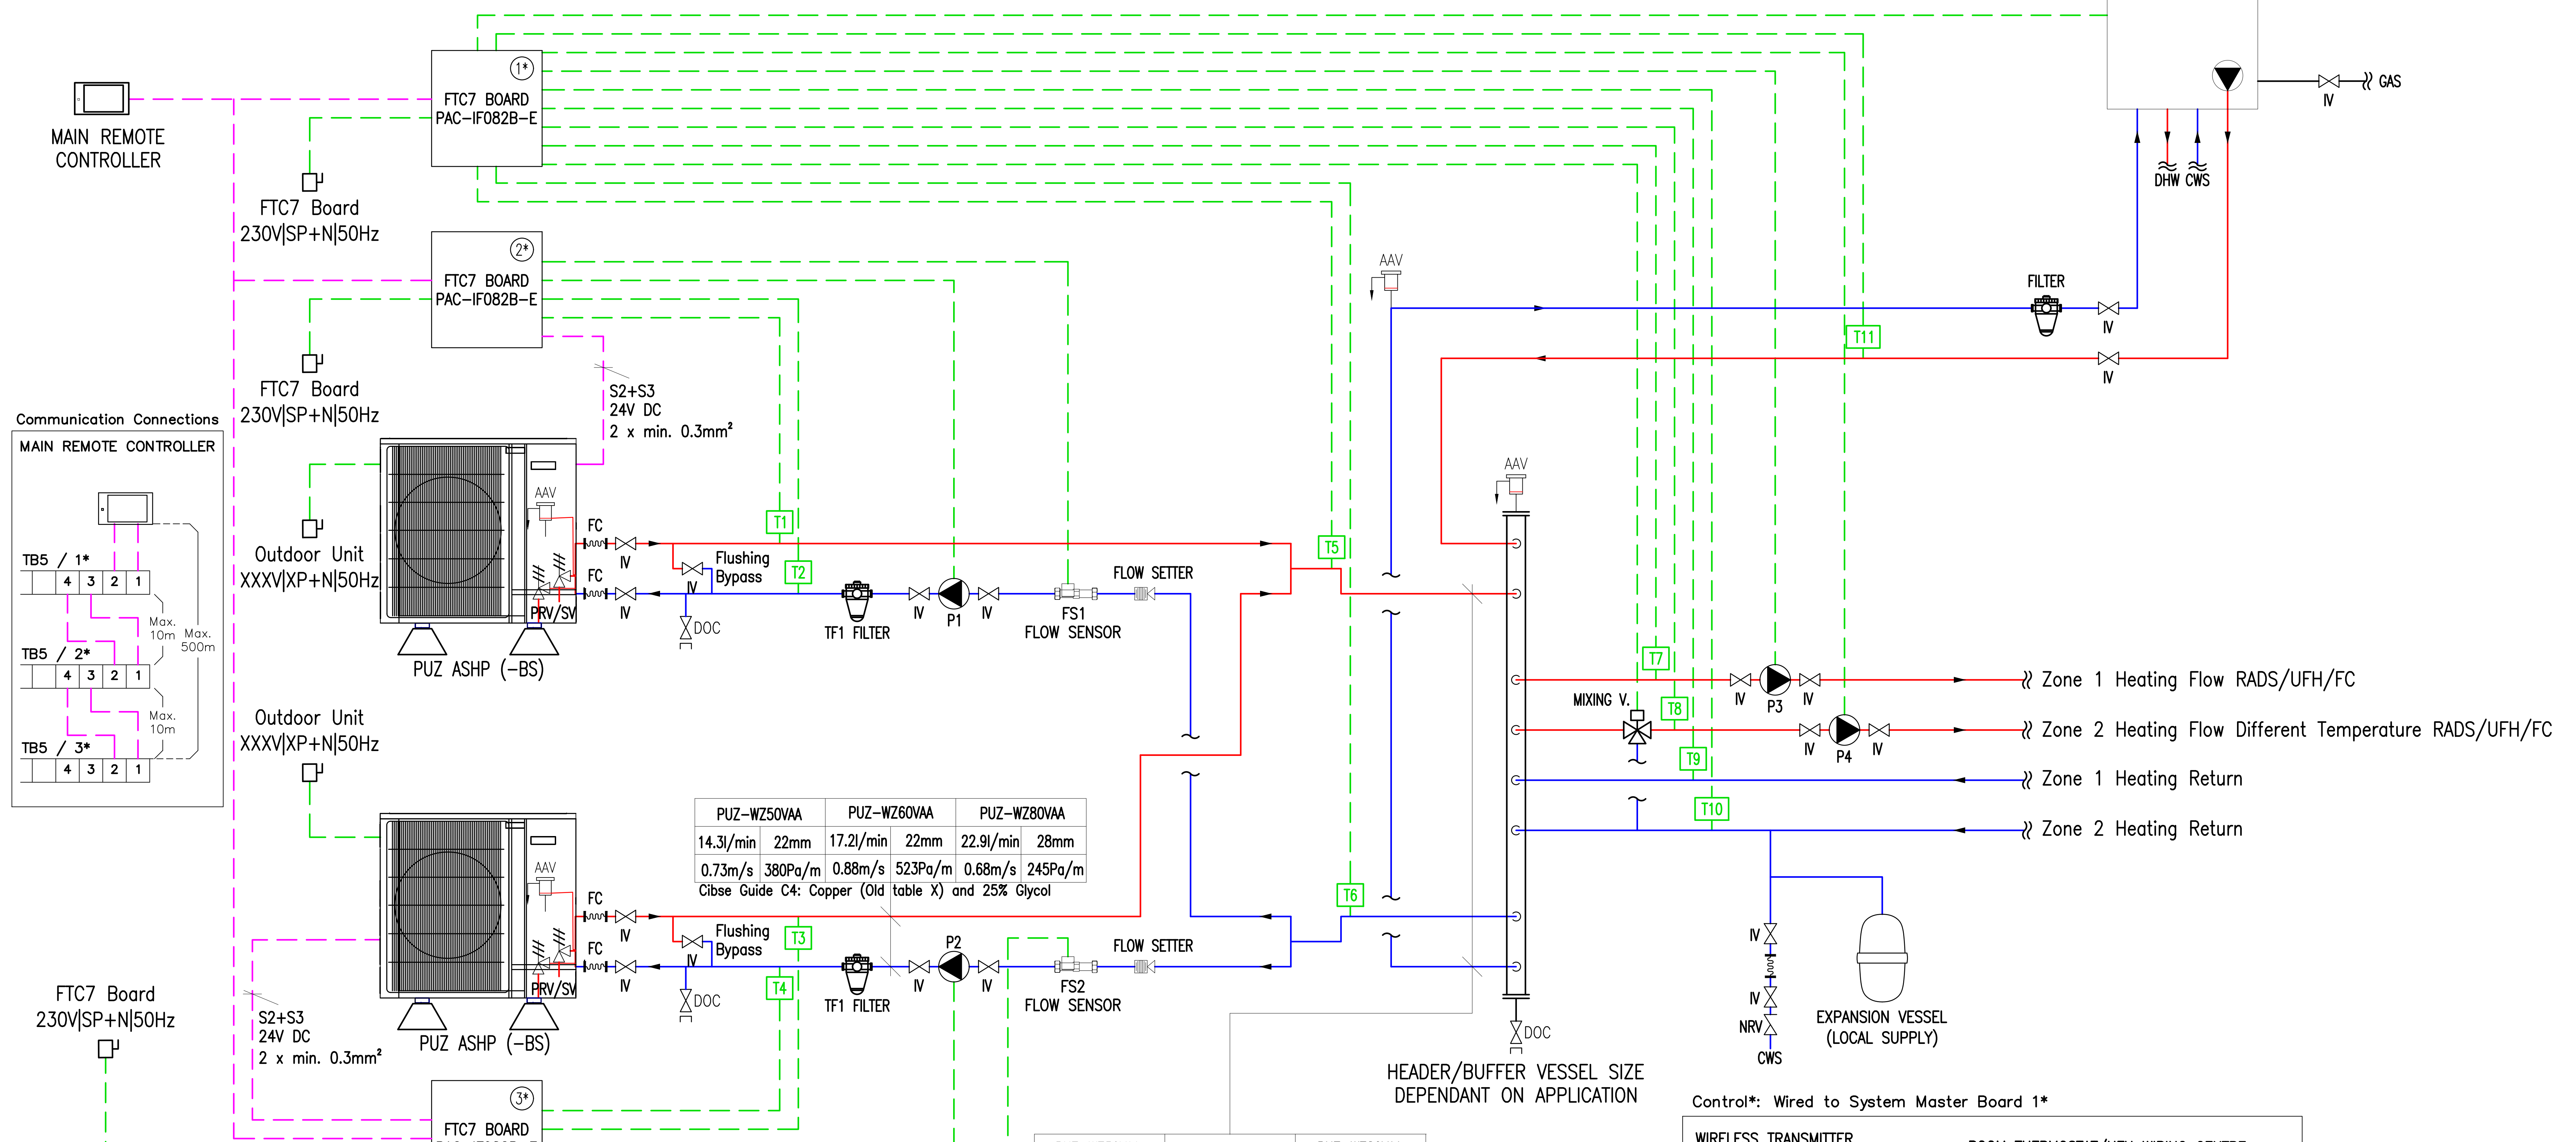 MAIN REMOTE
CONTROLLER
1*
FTC7 BOARD
PAC-IF082B-E
FTC7 Board
230V|SP+N|50Hz
2*
FTC7 BOARD
PAC-IF082B-E
FTC7 Board
230V|SP+N|50Hz
S2+S3
24V DC
2 x min. 0.3mm²
Communication Connections
MAIN REMOTE CONTROLLER
TB5 / 1*
4 3 2 1
Max.
10m
Max.
500m
TB5 / 2*
4 3 2 1
Max.
10m
TB5 / 3*
4 3 2 1
Outdoor Unit
XXXV|XP+N|50Hz
AAV
FC
IV
FC
IV
PRV/SV
PUZ ASHP (-BS)
Flushing
Bypass
IV
DOC
T1
T2
TF1 FILTER
IV
P1
IV
FS1
FLOW SENSOR
FLOW SETTER
Outdoor Unit
XXXV|XP+N|50Hz
PUZ-WZ50VAA PUZ-WZ60VAA PUZ-WZ80VAA
14.3l/min 22mm 17.2l/min 22mm 22.9l/min 28mm
0.73m/s 380Pa/m 0.88m/s 523Pa/m 0.68m/s 245Pa/m
Cibse Guide C4: Copper (Old table X) and 25% Glycol
AAV
FC
IV
FC
IV
PRV/SV
PUZ ASHP (-BS)
Flushing
Bypass
IV
DOC
T3
T4
TF1 FILTER
IV
P2
IV
FS2
FLOW SENSOR
FLOW SETTER
FTC7 Board
230V|SP+N|50Hz
S2+S3
24V DC
2 x min. 0.3mm²
3*
FTC7 BOARD
T5
T6
AAV
AAV
DOC
HEADER/BUFFER VESSEL SIZE
DEPENDANT ON APPLICATION
GAS
IV
DHW CWS
FILTER
IV
T11
IV
T7
MIXING V.
T8
T9
T10
IV
P3
IV
Zone 1 Heating Flow RADS/UFH/FC
IV
P4
IV
Zone 2 Heating Flow Different Temperature RADS/UFH/FC
Zone 1 Heating Return
Zone 2 Heating Return
IV
IV
NRV
CWS
EXPANSION VESSEL
(LOCAL SUPPLY)
Control*: Wired to System Master Board 1*
WIRELESS TRANSMITTER